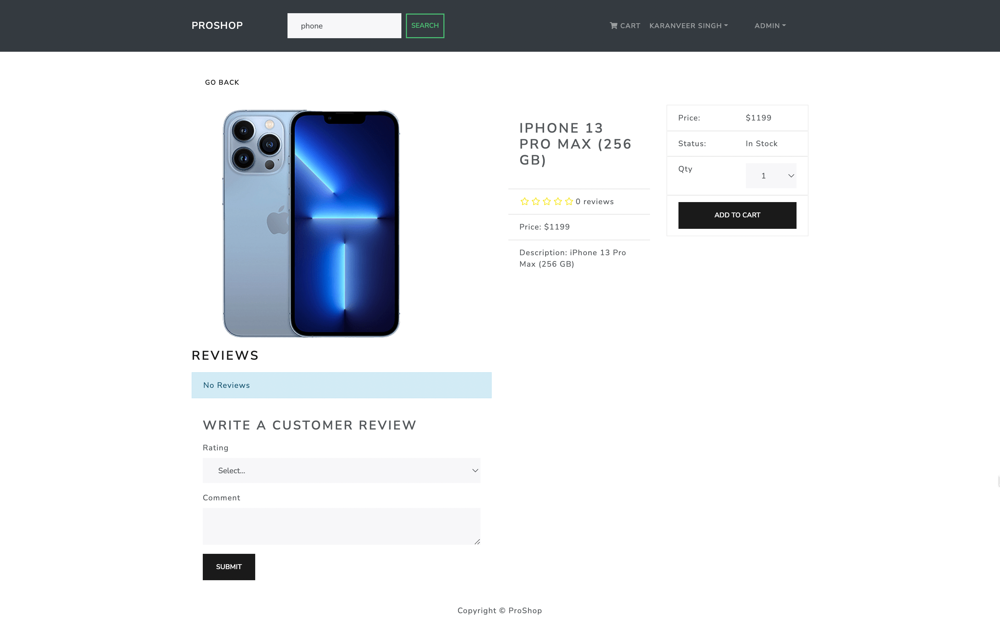 PROSHOP
phone
SEARCH
CART
KARANVEER SINGH
ADMIN
GO BACK
IPHONE 13
PRO MAX (256
GB)
0 reviews
Price: $1199
Description: iPhone 13 Pro
Max (256 GB)
Price: $1199
Status: In Stock
Qty 1
ADD TO CART
REVIEWS
No Reviews
WRITE A CUSTOMER REVIEW
Rating
Select...
Comment
SUBMIT
Copyright © ProShop